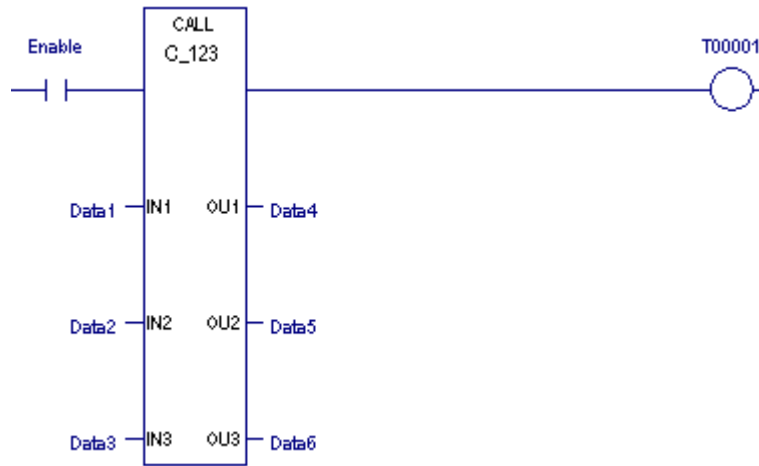 CALL
Enable
C_123
T00001
Data1 IN1 OU1 Data4
Data2 IN2 OU2 Data5
Data3 IN3 OU3 Data6